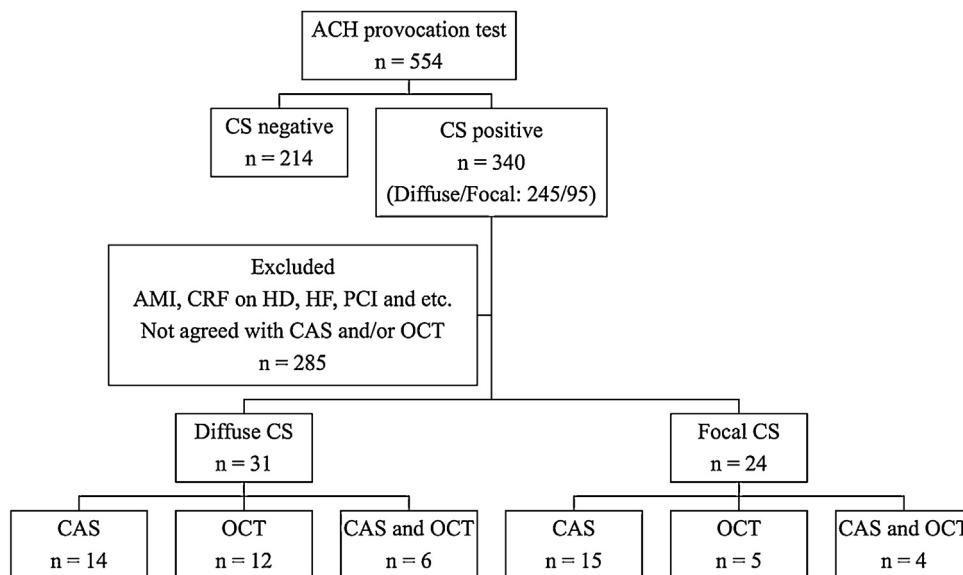 ACH provocation test
n = 554
CS negative
n = 214
CS positive
n = 340
(Diffuse/Focal: 245/95)
Excluded
AMI, CRF on HD, HF, PCI and etc.
Not agreed with CAS and/or OCT
n = 285
Diffuse CS
n = 31
Focal CS
n = 24
CAS
n = 14
OCT
n = 12
CAS and OCT
n = 6
CAS
n = 15
OCT
n = 5
CAS and OCT
n = 4